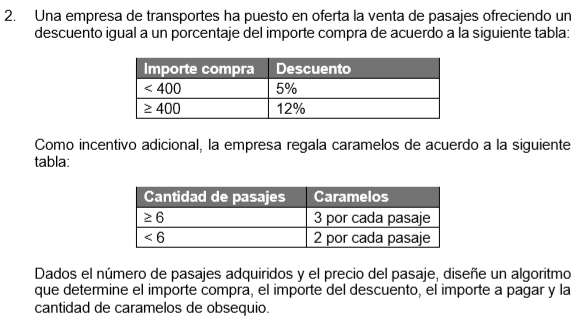 2. Una empresa de transportes ha puesto en oferta la venta de pasajes ofreciendo un
descuento igual a un porcentaje del importe compra de acuerdo a la siguiente tabla:
Importe compra Descuento
< 400 5%
≥ 400 12%
Como incentivo adicional, la empresa regala caramelos de acuerdo a la siguiente
tabla:
Cantidad de pasajes Caramelos
≥ 6 3 por cada pasaje
< 6 2 por cada pasaje
Dados el número de pasajes adquiridos y el precio del pasaje, diseñe un algoritmo
que determine el importe compra, el importe del descuento, el importe a pagar y la
cantidad de caramelos de obsequio.